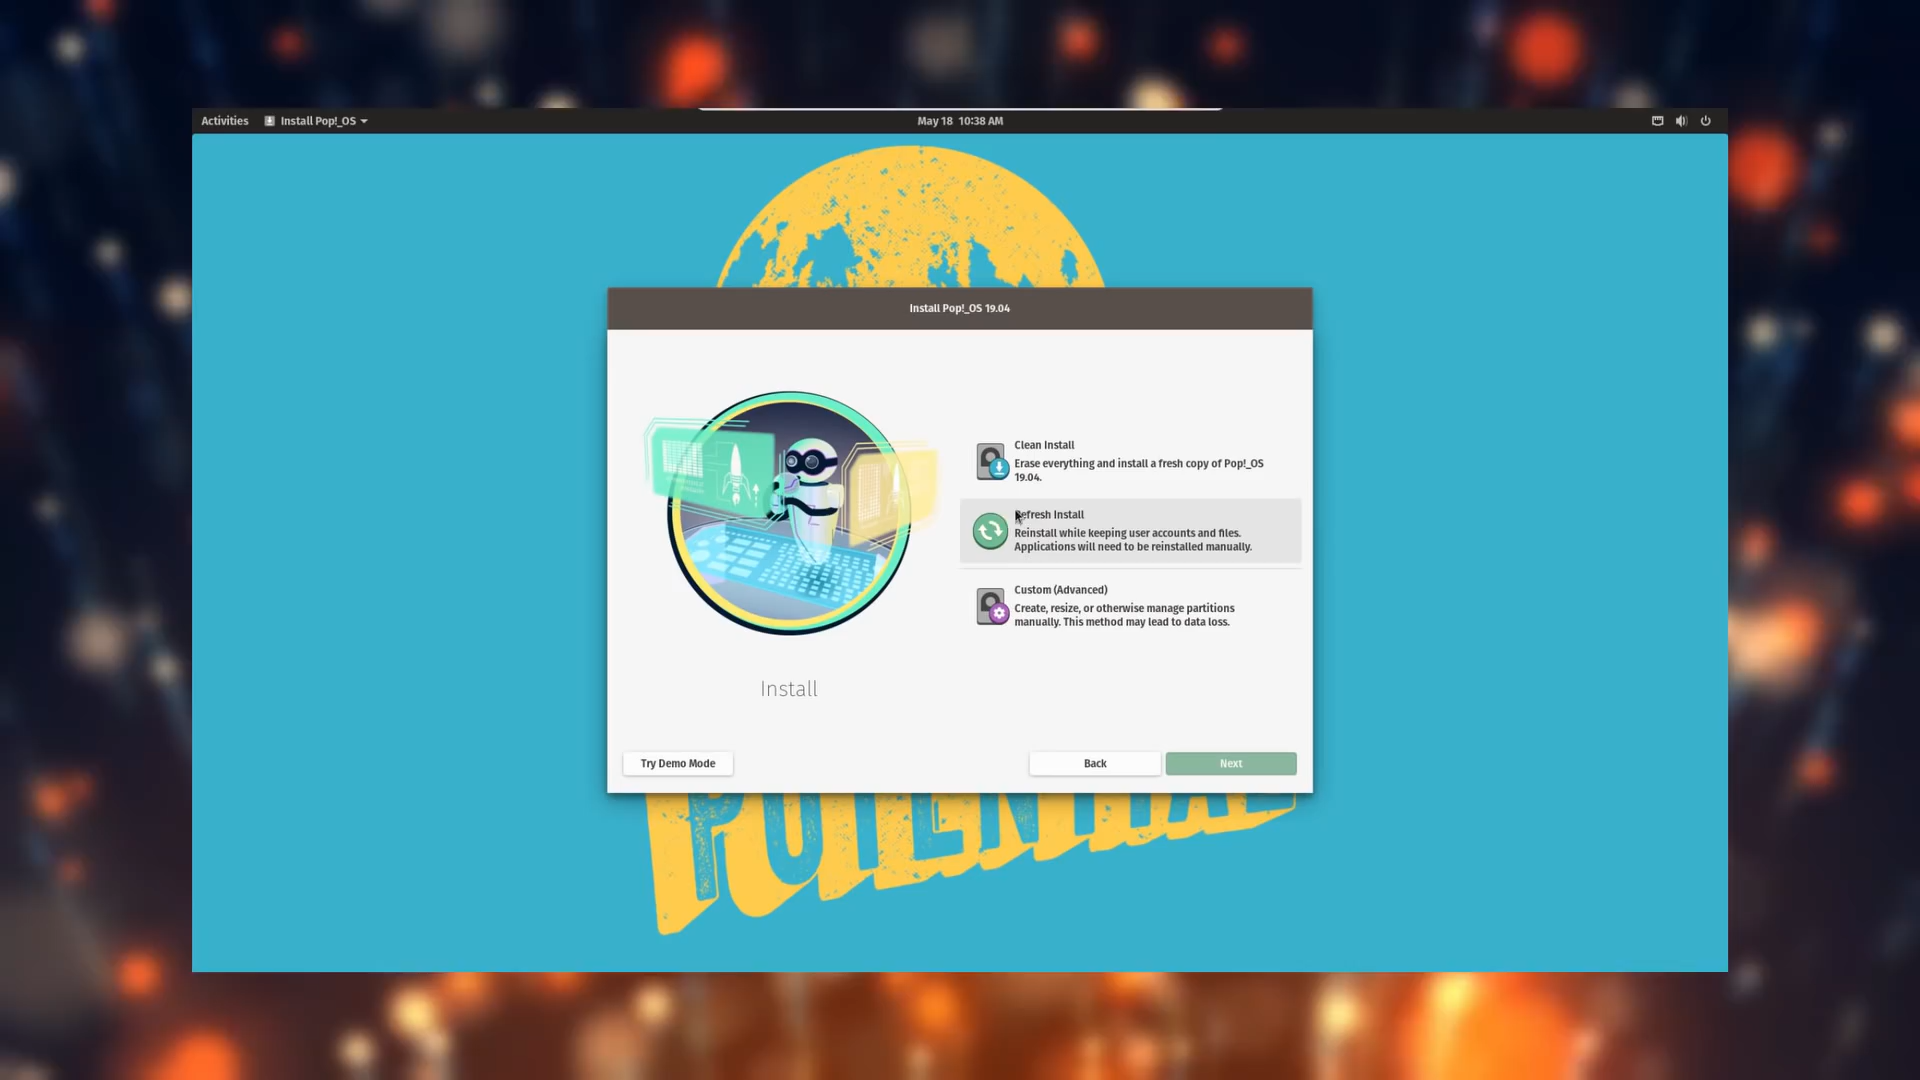 Activities
Install Pop!_OS
May 18 10:38 AM
Install Pop!_OS 19.04
Clean Install
Erase everything and install a fresh copy of Pop!_OS
19.04.
Refresh Install
Reinstall while keeping user accounts and files.
Applications will need to be reinstalled manually.
Custom (Advanced)
Create, resize, or otherwise manage partitions
manually. This method may lead to data loss.
Install
Try Demo Mode
Back
Next
POTENTIAL